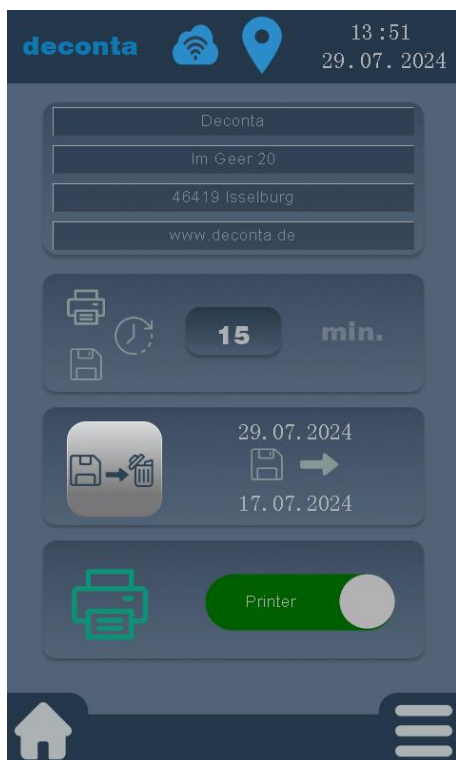 deconta
13:51
29.07.2024
Deconta
Im Geer 20
46419 Isselburg
www.deconta.de
15 min.
29.07.2024
17.07.2024
Printer